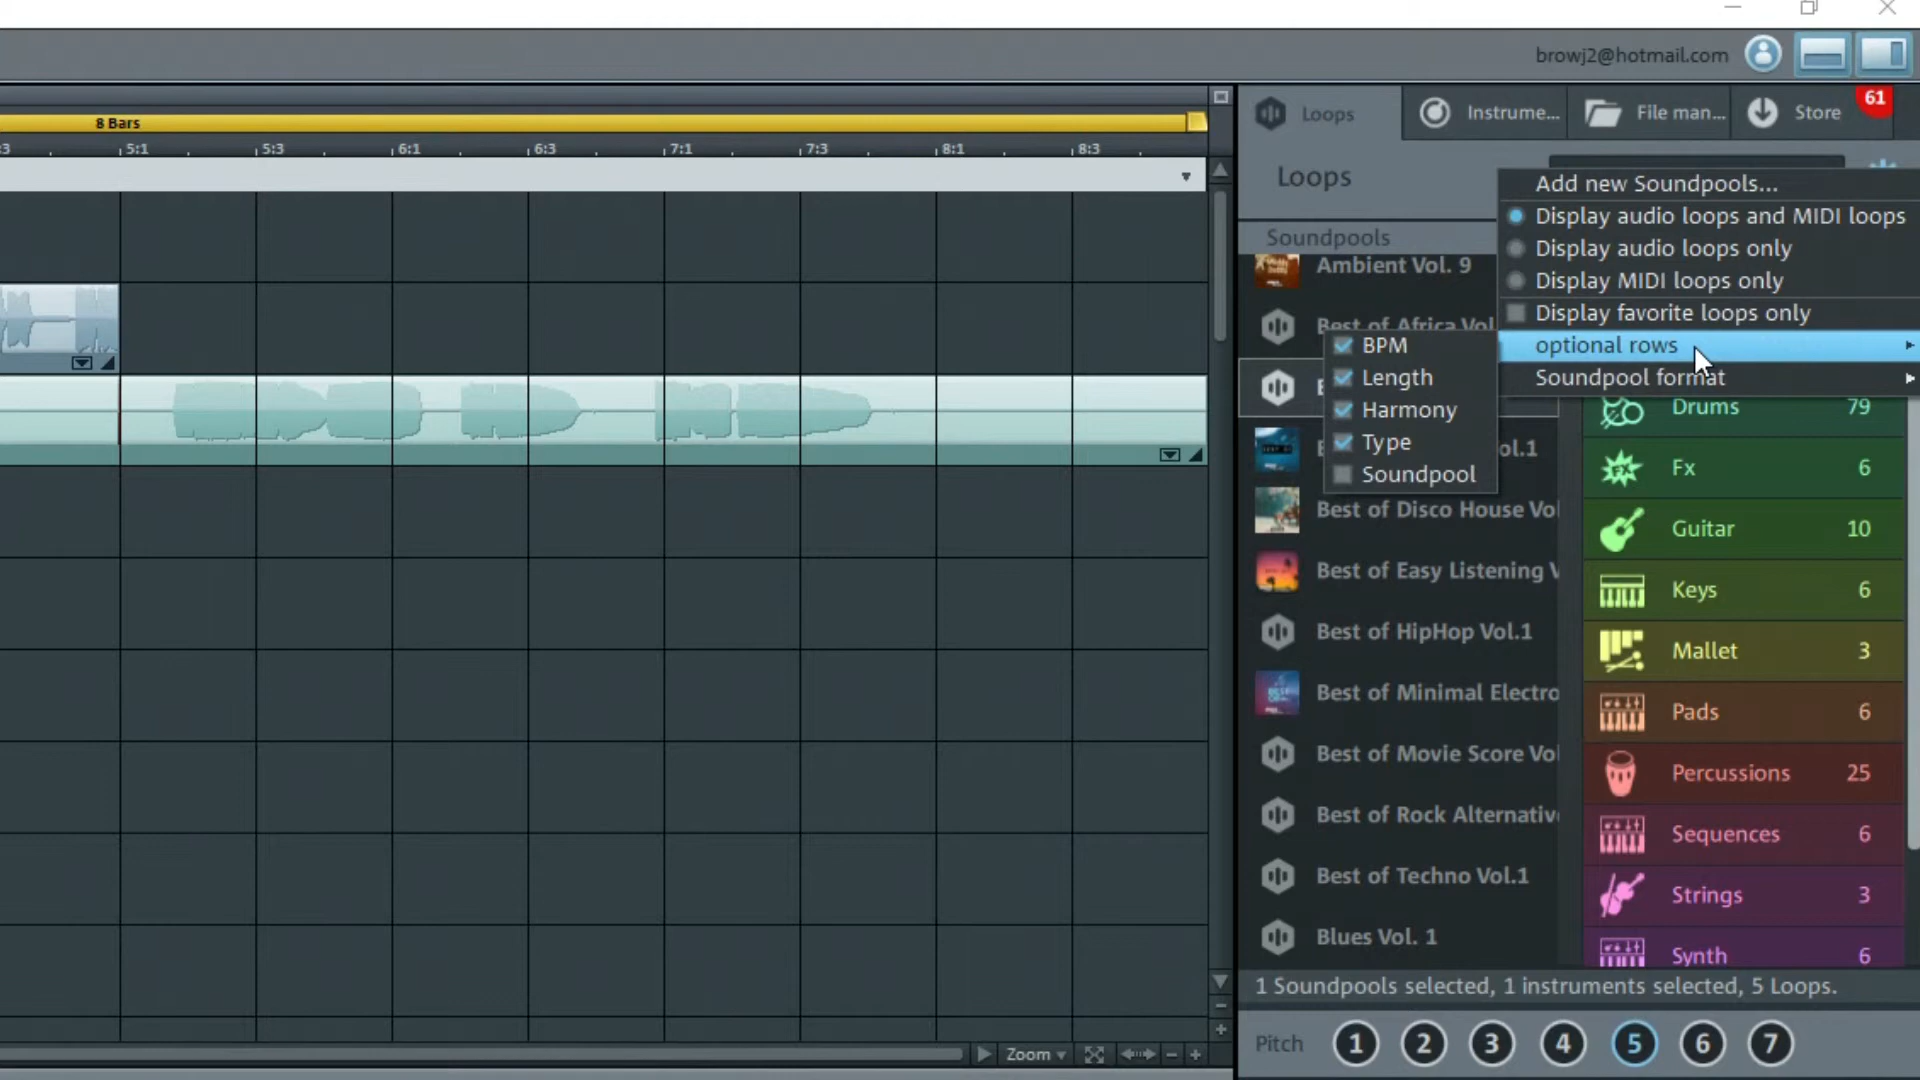 browj2@hotmail.com
Loops
Instrume...
File man...
Store
61
8 Bars
:3
5:1
5:3
6:1
6:3
7:1
7:3
8:1
8:3
Loops
Add new Soundpools...
Display audio loops and MIDI loops
Display audio loops only
Display MIDI loops only
Display favorite loops only
optional rows
Soundpool format
BPM
Length
Harmony
Type
Soundpool
Soundpools
Ambient Vol. 9
Best of Africa Vol
ol.1
Best of Disco House Vol
Best of Easy Listening V
Best of HipHop Vol.1
Best of Minimal Electro
Best of Movie Score Vol
Best of Rock Alternativ
Best of Techno Vol.1
Blues Vol. 1
Drums 79
Fx 6
Guitar 10
Keys 6
Mallet 3
Pads 6
Percussions 25
Sequences 6
Strings 3
Synth 6
1 Soundpools selected, 1 instruments selected, 5 Loops.
Zoom
Pitch 1 2 3 4 5 6 7